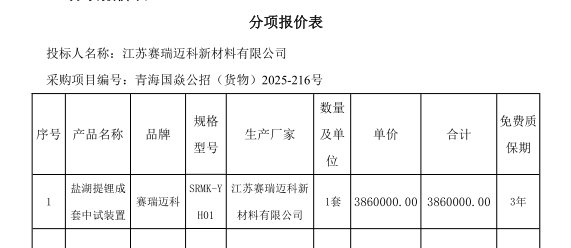 分项报价表
投标人名称：江苏赛瑞迈科新材料有限公司
采购项目编号：青海国焱公招（货物）2025-216号
序号 产品名称 品牌 规格型号 生产厂家 数量及单位 单价 合计 免费质保期
1 盐湖提锂成套中试装置 赛瑞迈科 SRMK-YH01 江苏赛瑞迈科新材料有限公司 1套 3860000.00 3860000.00 3年